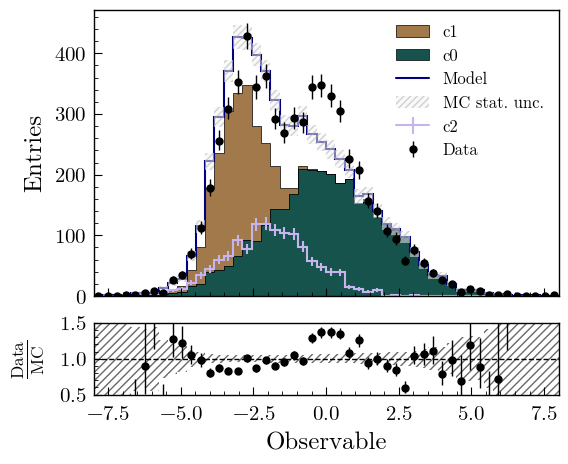 400
300
200
100
0
Entries
c1
c0
Model
MC stat. unc.
c2
Data
1.5
1.0
0.5
Data
MC
−7.5 −5.0 −2.5 0.0 2.5 5.0 7.5
Observable